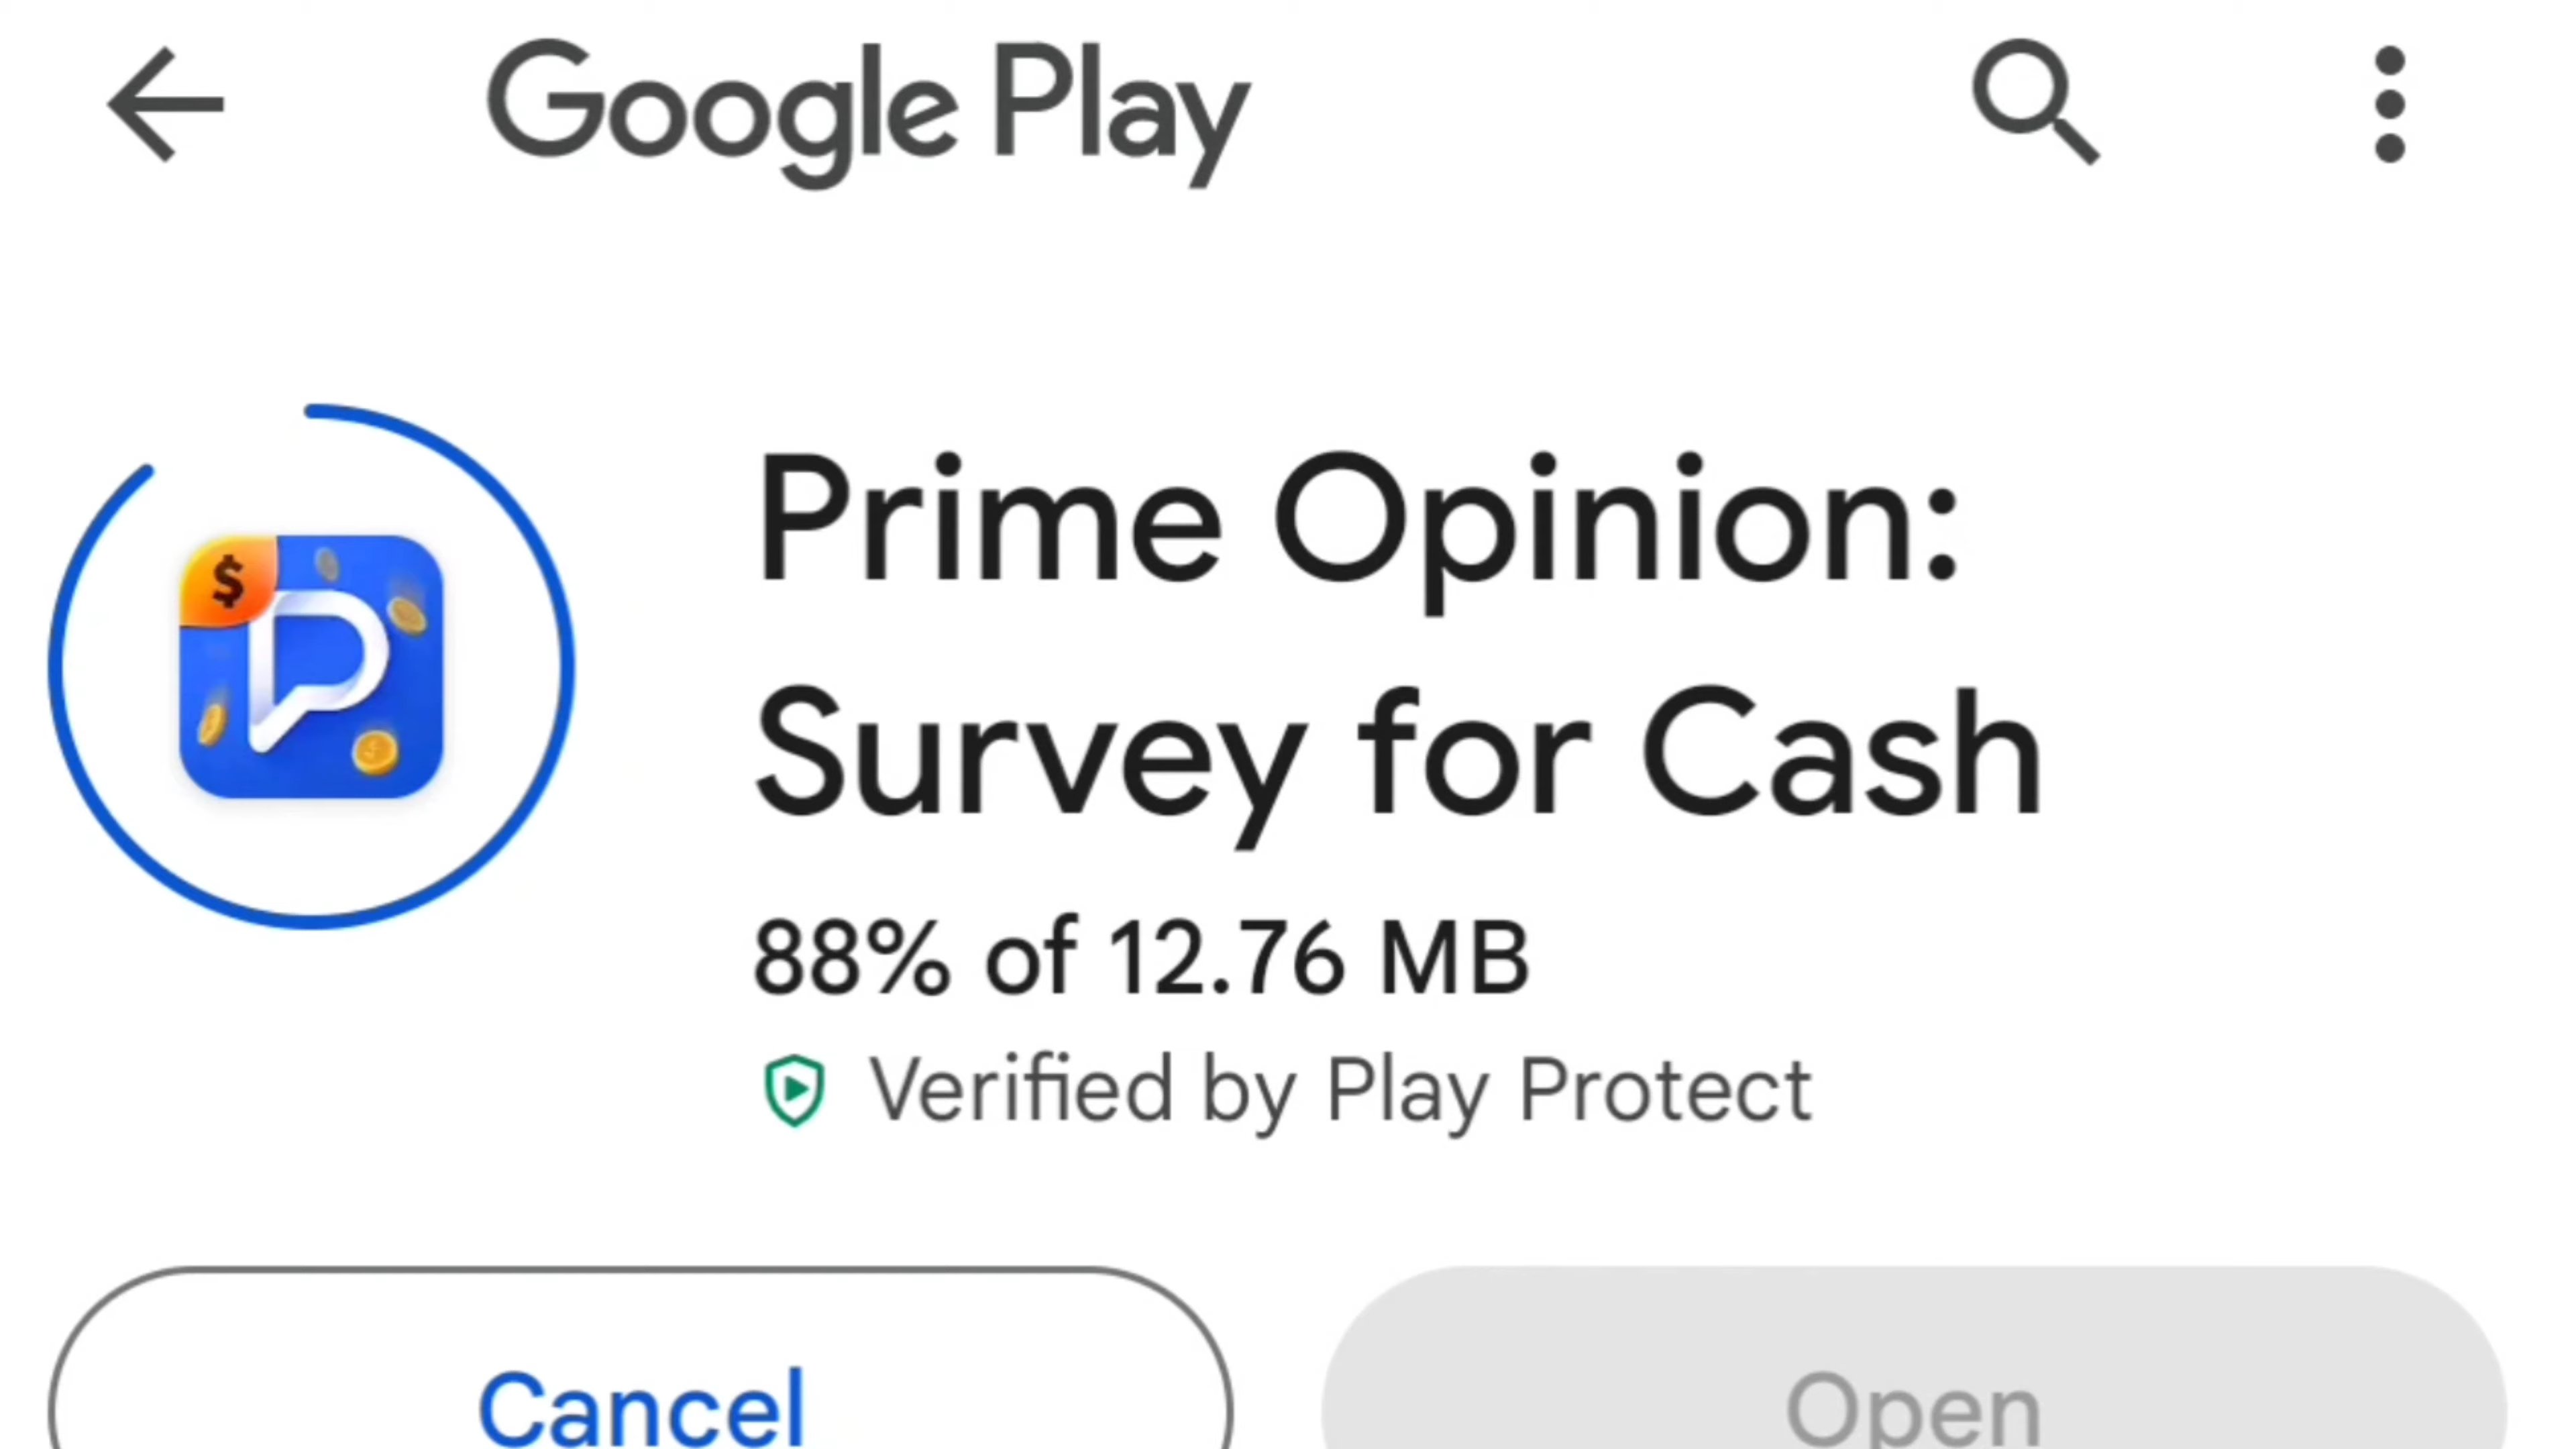 Google Play
$
Prime Opinion:
Survey for Cash
88% of 12.76 MB
Verified by Play Protect
Cancel
Open